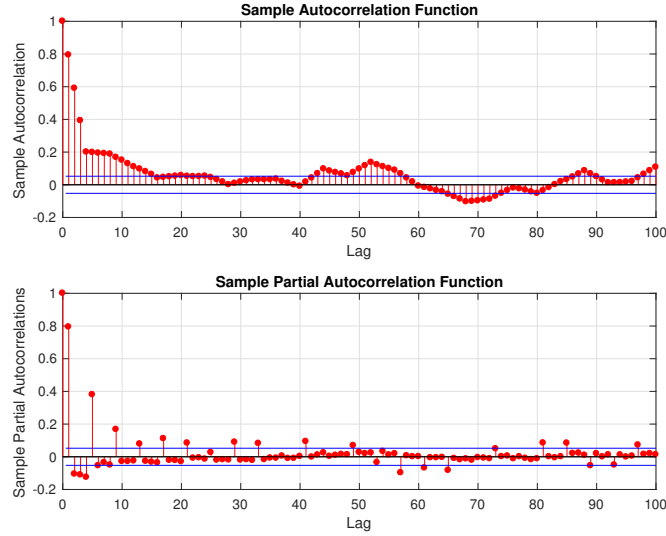 Sample Autocorrelation Function
Sample Autocorrelation
1
0.8
0.6
0.4
0.2
0
-0.2
0 10 20 30 40 50 60 70 80 90 100
Lag
Sample Partial Autocorrelation Function
Sample Partial Autocorrelations
1
0.8
0.6
0.4
0.2
0
-0.2
0 10 20 30 40 50 60 70 80 90 100
Lag